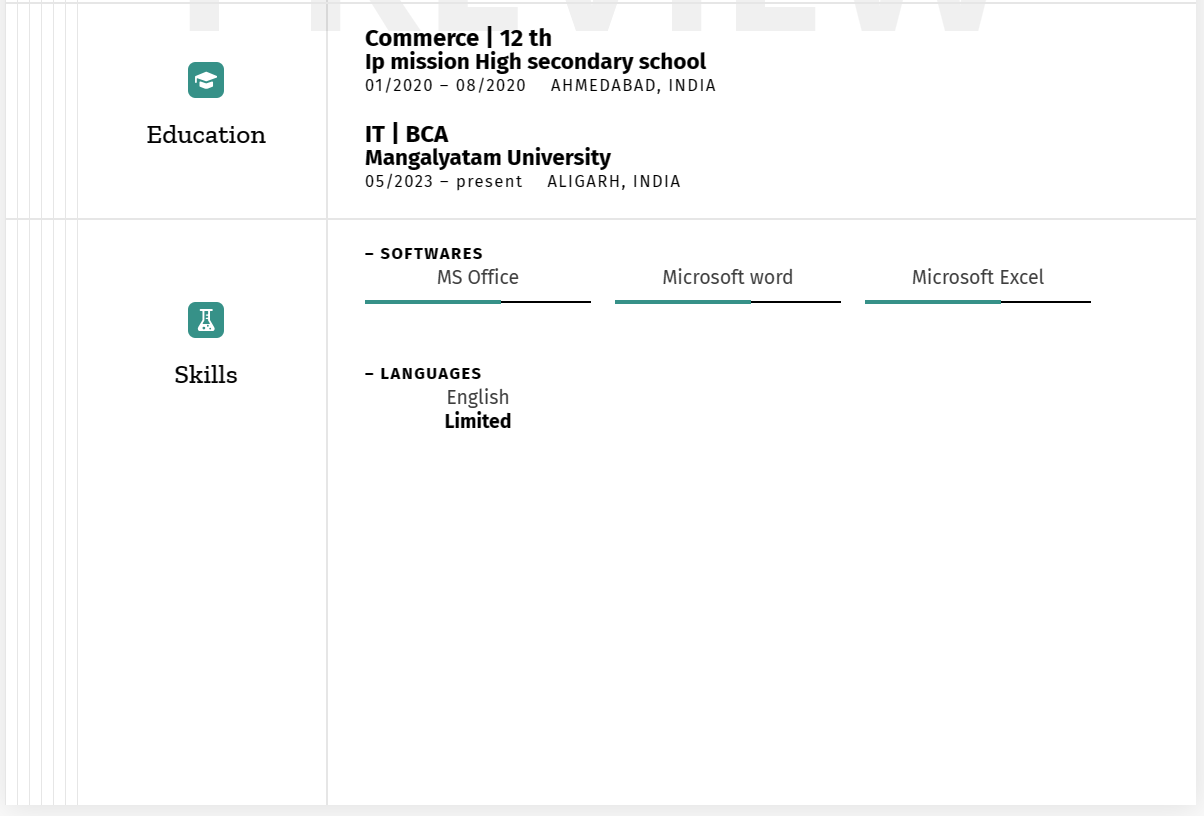 PREVIEW
Commerce | 12 th
Ip mission High secondary school
01/2020 – 08/2020 AHMEDABAD, INDIA
Education
IT | BCA
Mangalyatam University
05/2023 – present ALIGARH, INDIA
– SOFTWARES
MS Office Microsoft word Microsoft Excel
Skills
– LANGUAGES
English
Limited